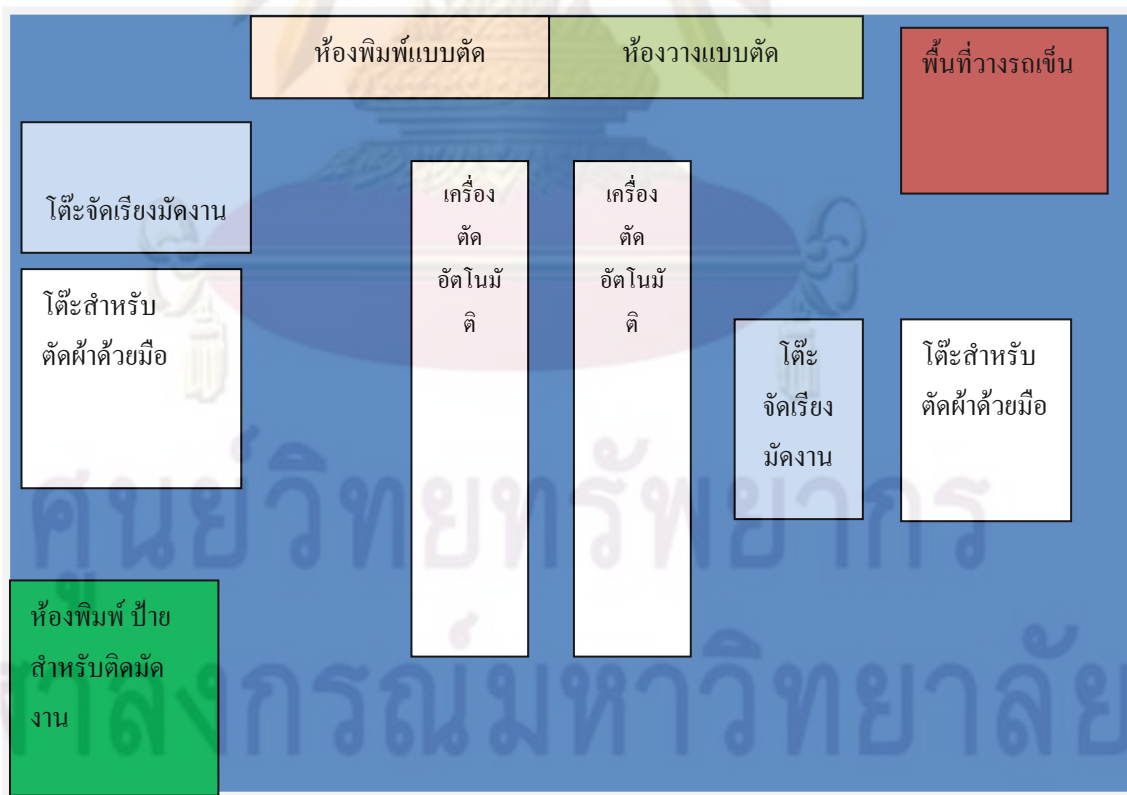 ห้องพิมพ์แบบตัด
ห้องวางแบบตัด
พื้นที่วางรถเข็น
โต๊ะจัดเรียงมัดงาน
เครื่อง
ตัด
อัตโนมั
ติ
เครื่อง
ตัด
อัตโนมั
ติ
โต๊ะสำหรับ
ตัดผ้าด้วยมือ
โต๊ะ
จัดเรียง
มัดงาน
โต๊ะสำหรับ
ตัดผ้าด้วยมือ
ห้องพิมพ์ ป้าย
สำหรับติดมัด
งาน
ศูนย์วิทยทรัพยากร
าลงกรณ์มหาวิทยาลัย